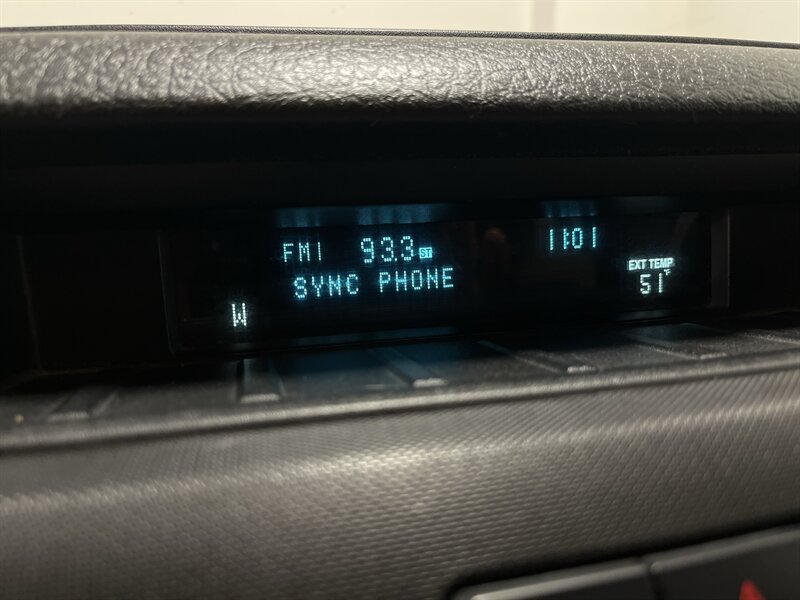 FM1 93.3 ST 11:01
EXT TEMP
SYNC PHONE 51°F
W